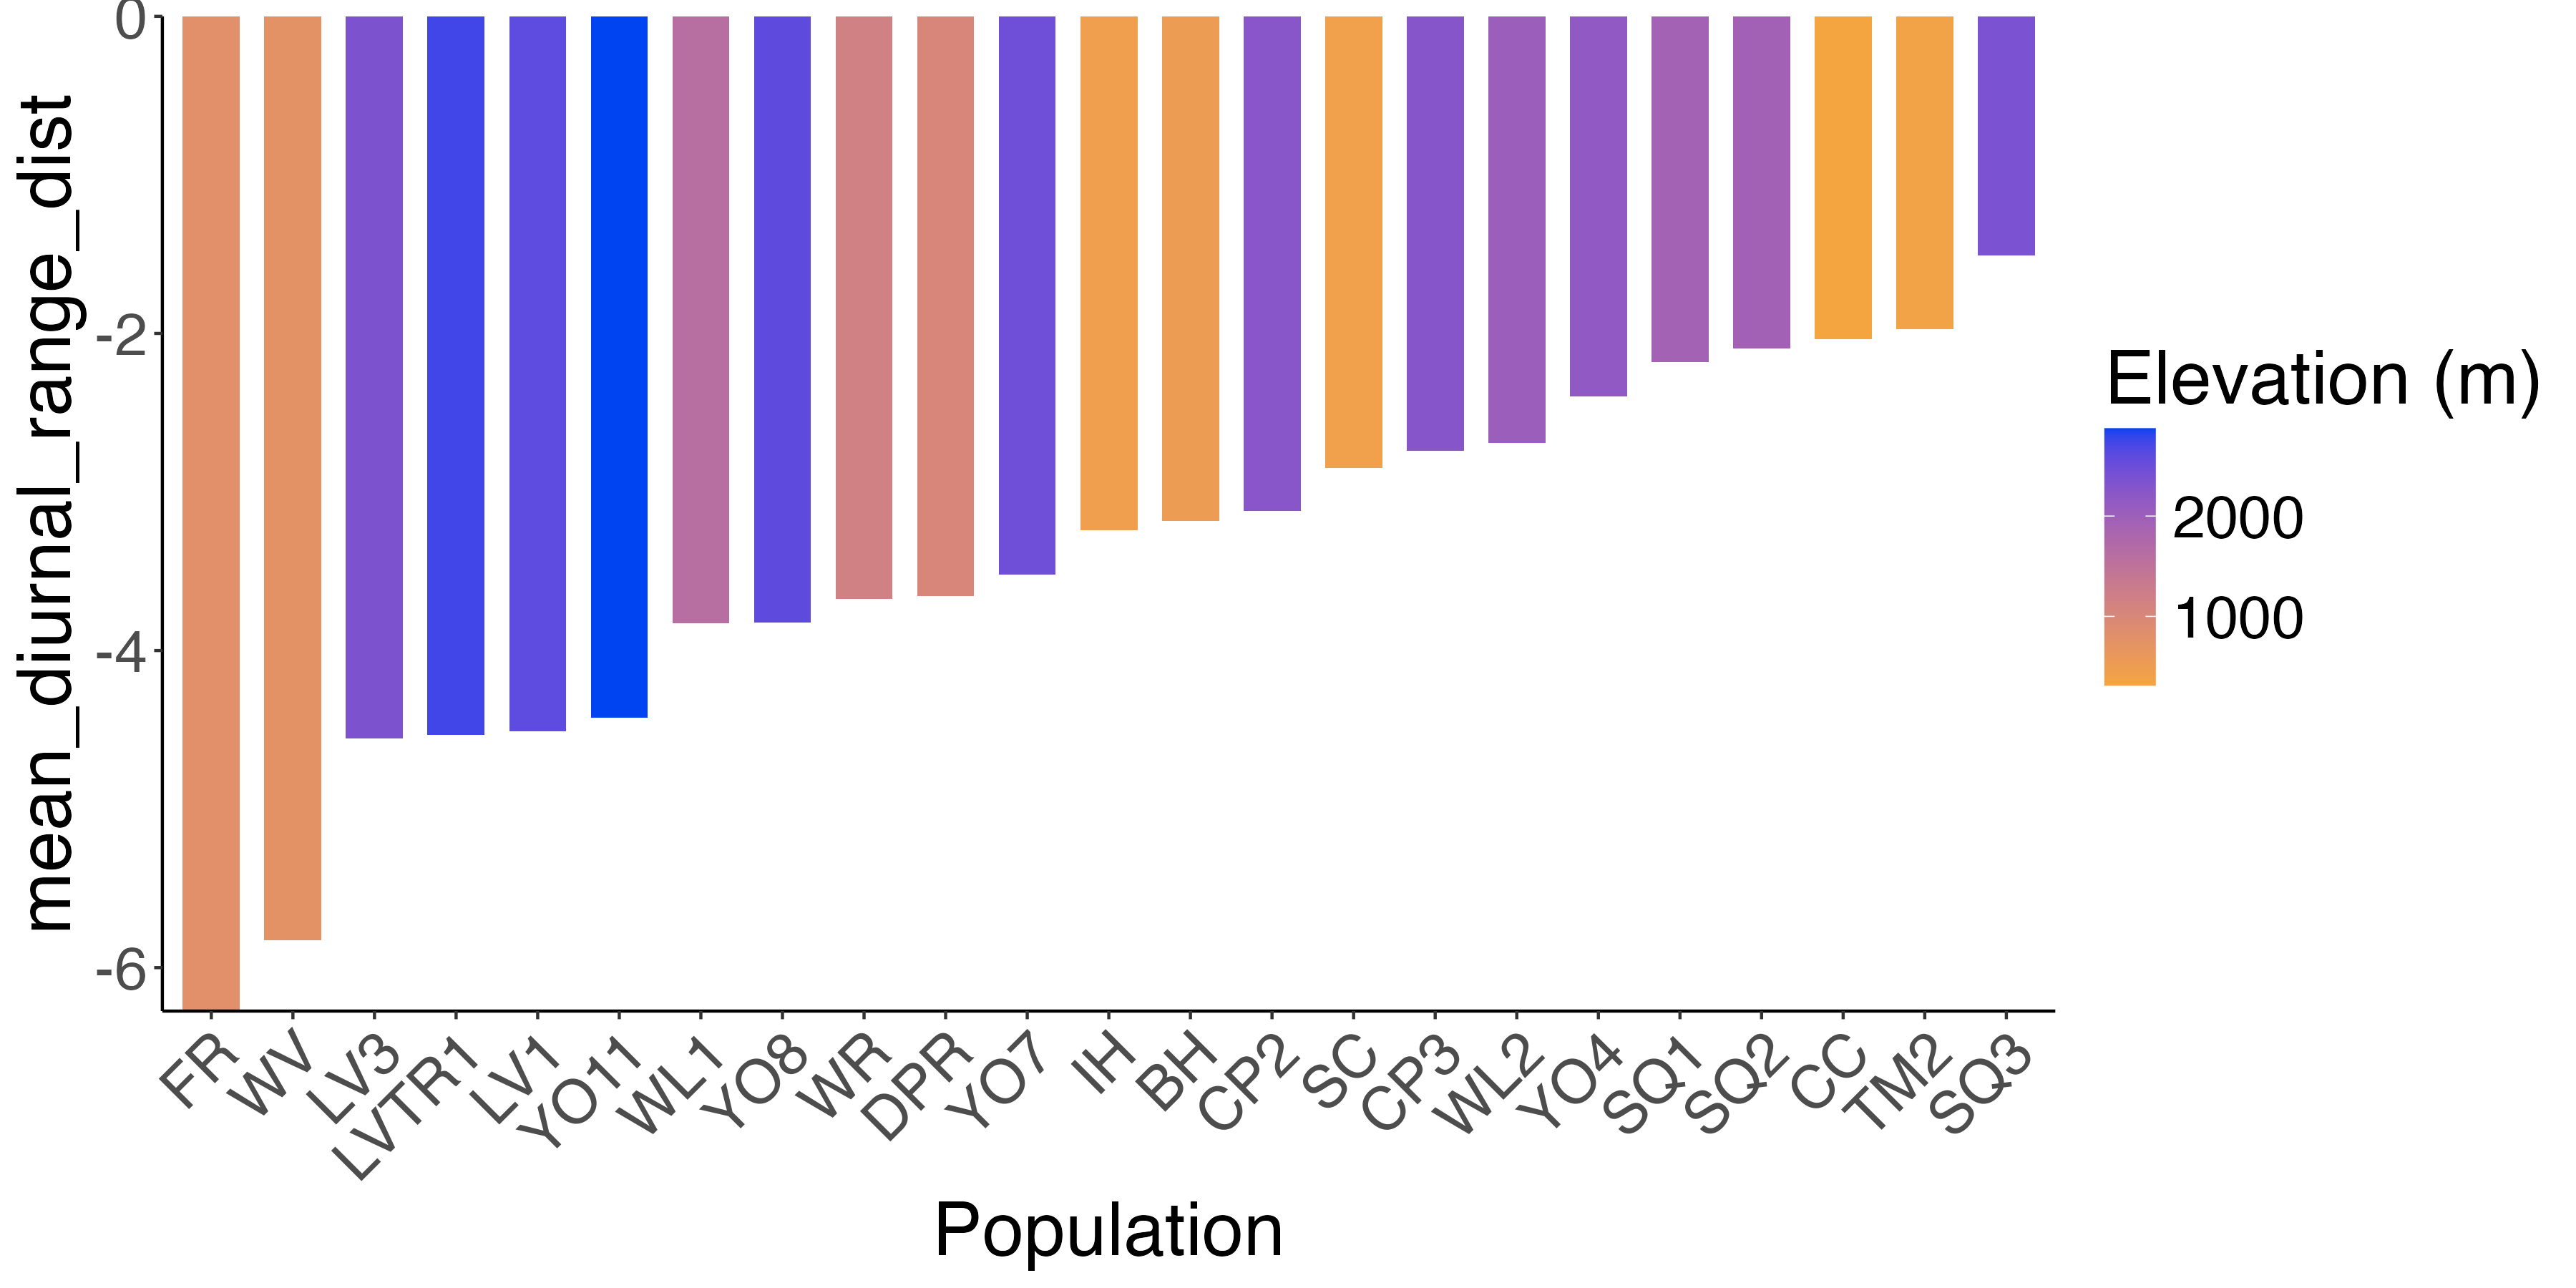 mean_diurnal_range_dist
0
-2
-4
-6
FR
WV
LV3
LVTR1
LV1
YO11
WL1
YO8
WR
DPR
YO7
IH
BH
CP2
SC
CP3
WL2
YO4
SQ1
SQ2
CC
TM2
SQ3
Population
Elevation (m)
2000
1000